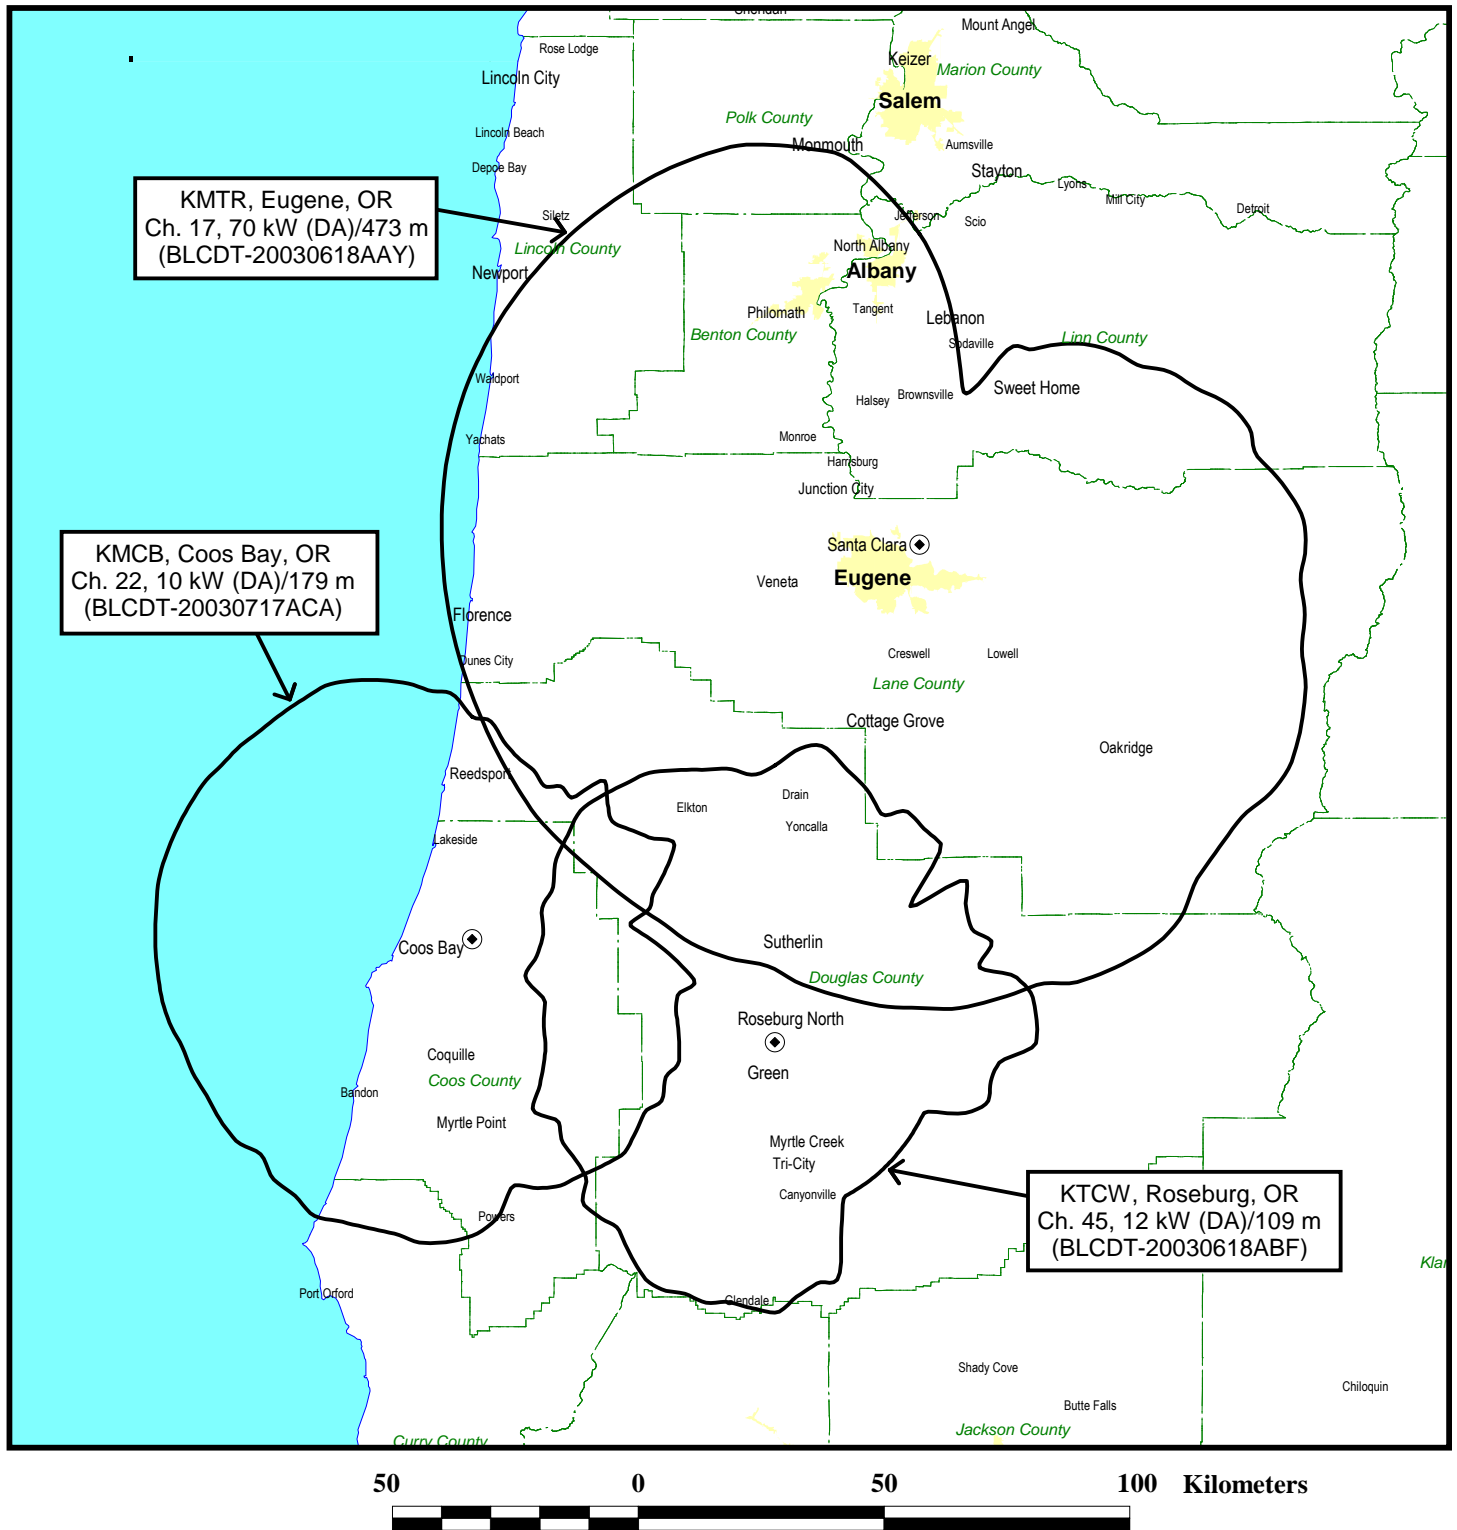 Mount Angel
Rose Lodge
Keizer
Marion County
Lincoln City
Salem
Polk County
Lincoln Beach
Monmouth
Aumsville
Depoe Bay
Stayton
Lyons
Mill City
KMTR, Eugene, OR
Ch. 17, 70 kW (DA)/473 m
(BLCDT-20030618AAY)
Siletz
Jefferson
Scio
Detroit
Lincoln County
North Albany
Newport
Albany
Philomath
Tangent
Lebanon
Benton County
Sodaville
Linn County
Waldport
Halsey
Brownsville
Sweet Home
Yachats
Monroe
Harrisburg
Junction City
KMCB, Coos Bay, OR
Ch. 22, 10 kW (DA)/179 m
(BLCDT-20030717ACA)
Santa Clara
Eugene
Veneta
Florence
Dunes City
Creswell
Lowell
Lane County
Cottage Grove
Oakridge
Reedsport
Elkton
Drain
Yoncalla
Lakeside
Coos Bay
Sutherlin
Douglas County
Roseburg North
Green
Coquille
Coos County
Bandon
Myrtle Point
Myrtle Creek
Tri-City
Canyonville
KTCW, Roseburg, OR
Ch. 45, 12 kW (DA)/109 m
(BLCDT-20030618ABF)
Powers
Klar
Port Orford
Glendale
Shady Cove
Chiloquin
Butte Falls
Jackson County
Curry County
50 0 50 100 Kilometers